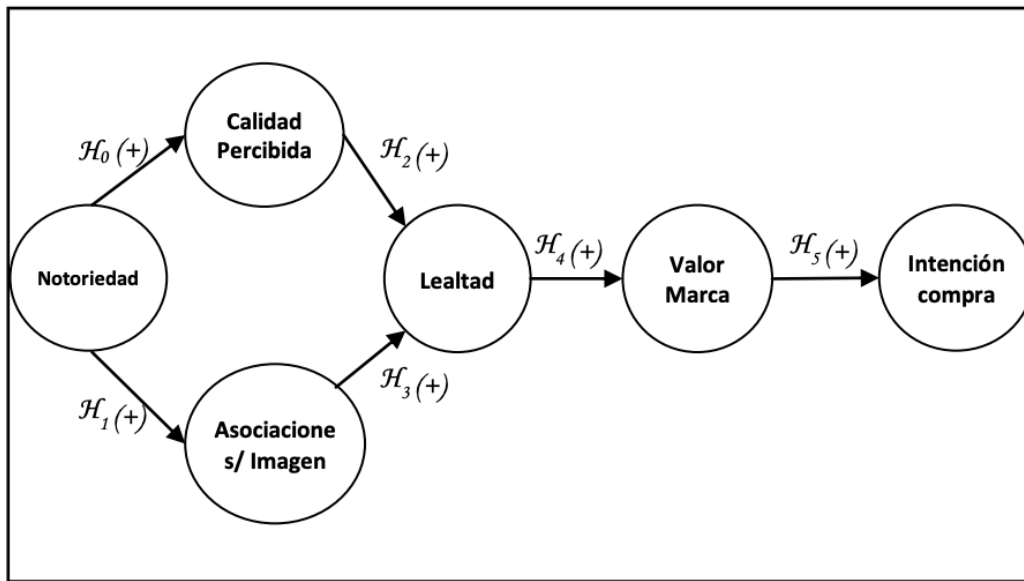 Calidad
Percibida
H₀ (+)
H₂ (+)
Notoriedad
Lealtad
H₄ (+)
Valor
Marca
H₅ (+)
Intención
compra
H₁ (+)
H₃ (+)
Asociacione
s/ Imagen